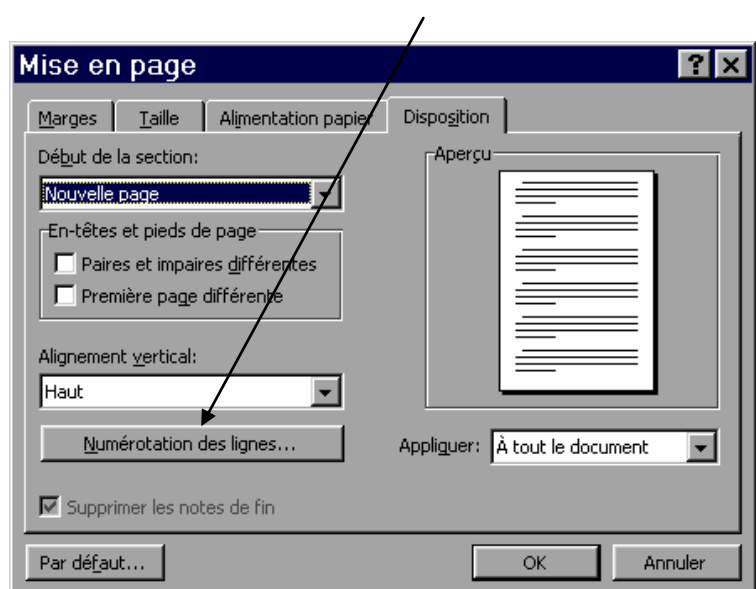 Mise en page
Marges Taille Alimentation papier Disposition
Début de la section:
Nouvelle page
En-têtes et pieds de page
Paires et impaires différentes
Première page différente
Alignement vertical:
Haut
Numérotation des lignes...
Supprimer les notes de fin
Aperçu
Appliquer: À tout le document
Par défaut... OK Annuler